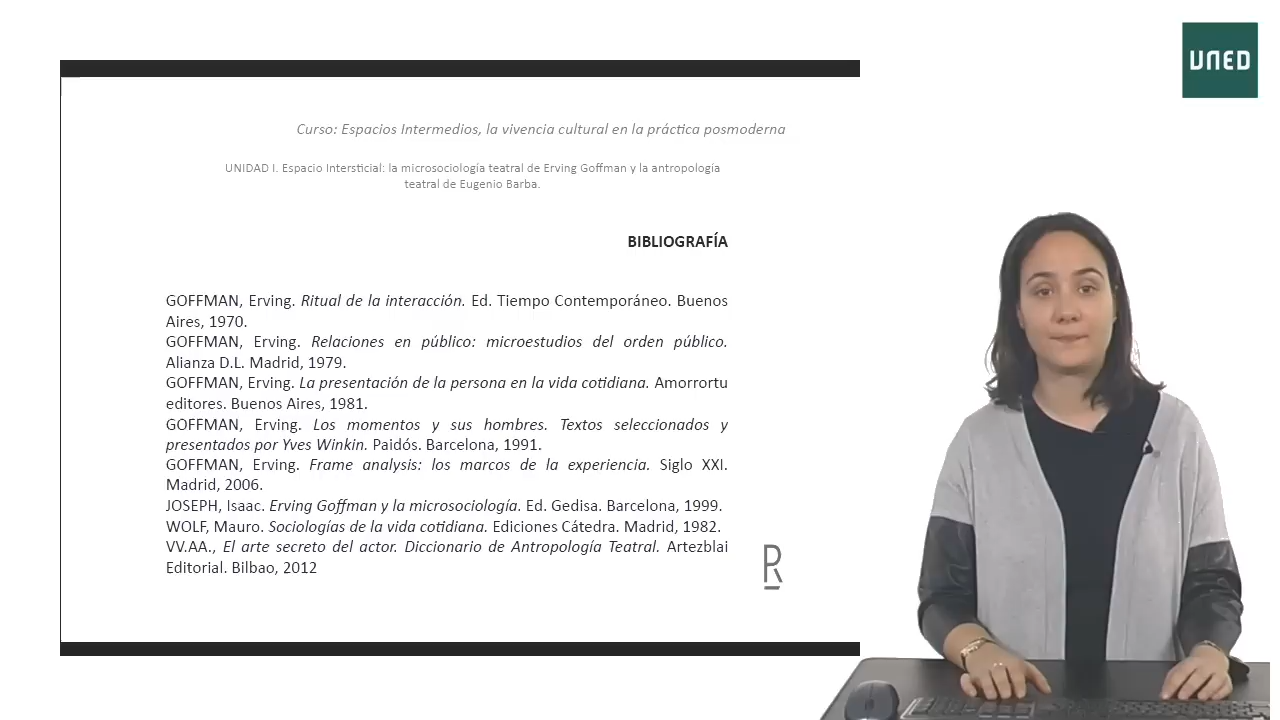 UNED
Curso: Espacios Intermedios, la vivencia cultural en la práctica posmoderna
UNIDAD I. Espacio Intersticial: la microsociología teatral de Erving Goffman y la antropología
teatral de Eugenio Barba.
BIBLIOGRAFÍA
GOFFMAN, Erving. Ritual de la interacción. Ed. Tiempo Contemporáneo. Buenos
Aires, 1970.
GOFFMAN, Erving. Relaciones en público: microestudios del orden público.
Alianza D.L. Madrid, 1979.
GOFFMAN, Erving. La presentación de la persona en la vida cotidiana. Amorrortu
editores. Buenos Aires, 1981.
GOFFMAN, Erving. Los momentos y sus hombres. Textos seleccionados y
presentados por Yves Winkin. Paidós. Barcelona, 1991.
GOFFMAN, Erving. Frame analysis: los marcos de la experiencia. Siglo XXI.
Madrid, 2006.
JOSEPH, Isaac. Erving Goffman y la microsociología. Ed. Gedisa. Barcelona, 1999.
WOLF, Mauro. Sociologías de la vida cotidiana. Ediciones Cátedra. Madrid, 1982.
VV.AA., El arte secreto del actor. Diccionario de Antropología Teatral. Artezblai
Editorial. Bilbao, 2012
R